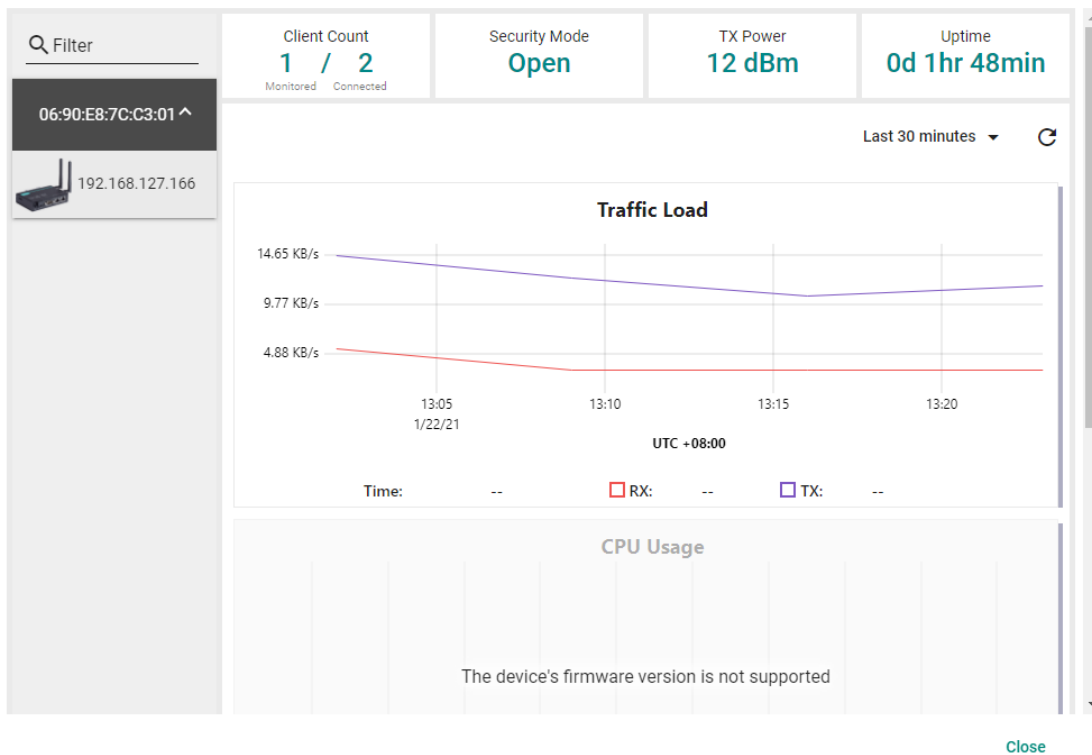 Filter
06:90:E8:7C:C3:01
192.168.127.166
Client Count
1 / 2
Monitored Connected
Security Mode
Open
TX Power
12 dBm
Uptime
0d 1hr 48min
Last 30 minutes
Traffic Load
14.65 KB/s
9.77 KB/s
4.88 KB/s
13:05 13:10 13:15 13:20
1/22/21
UTC +08:00
Time: -- RX: -- TX: --
CPU Usage
The device's firmware version is not supported
Close